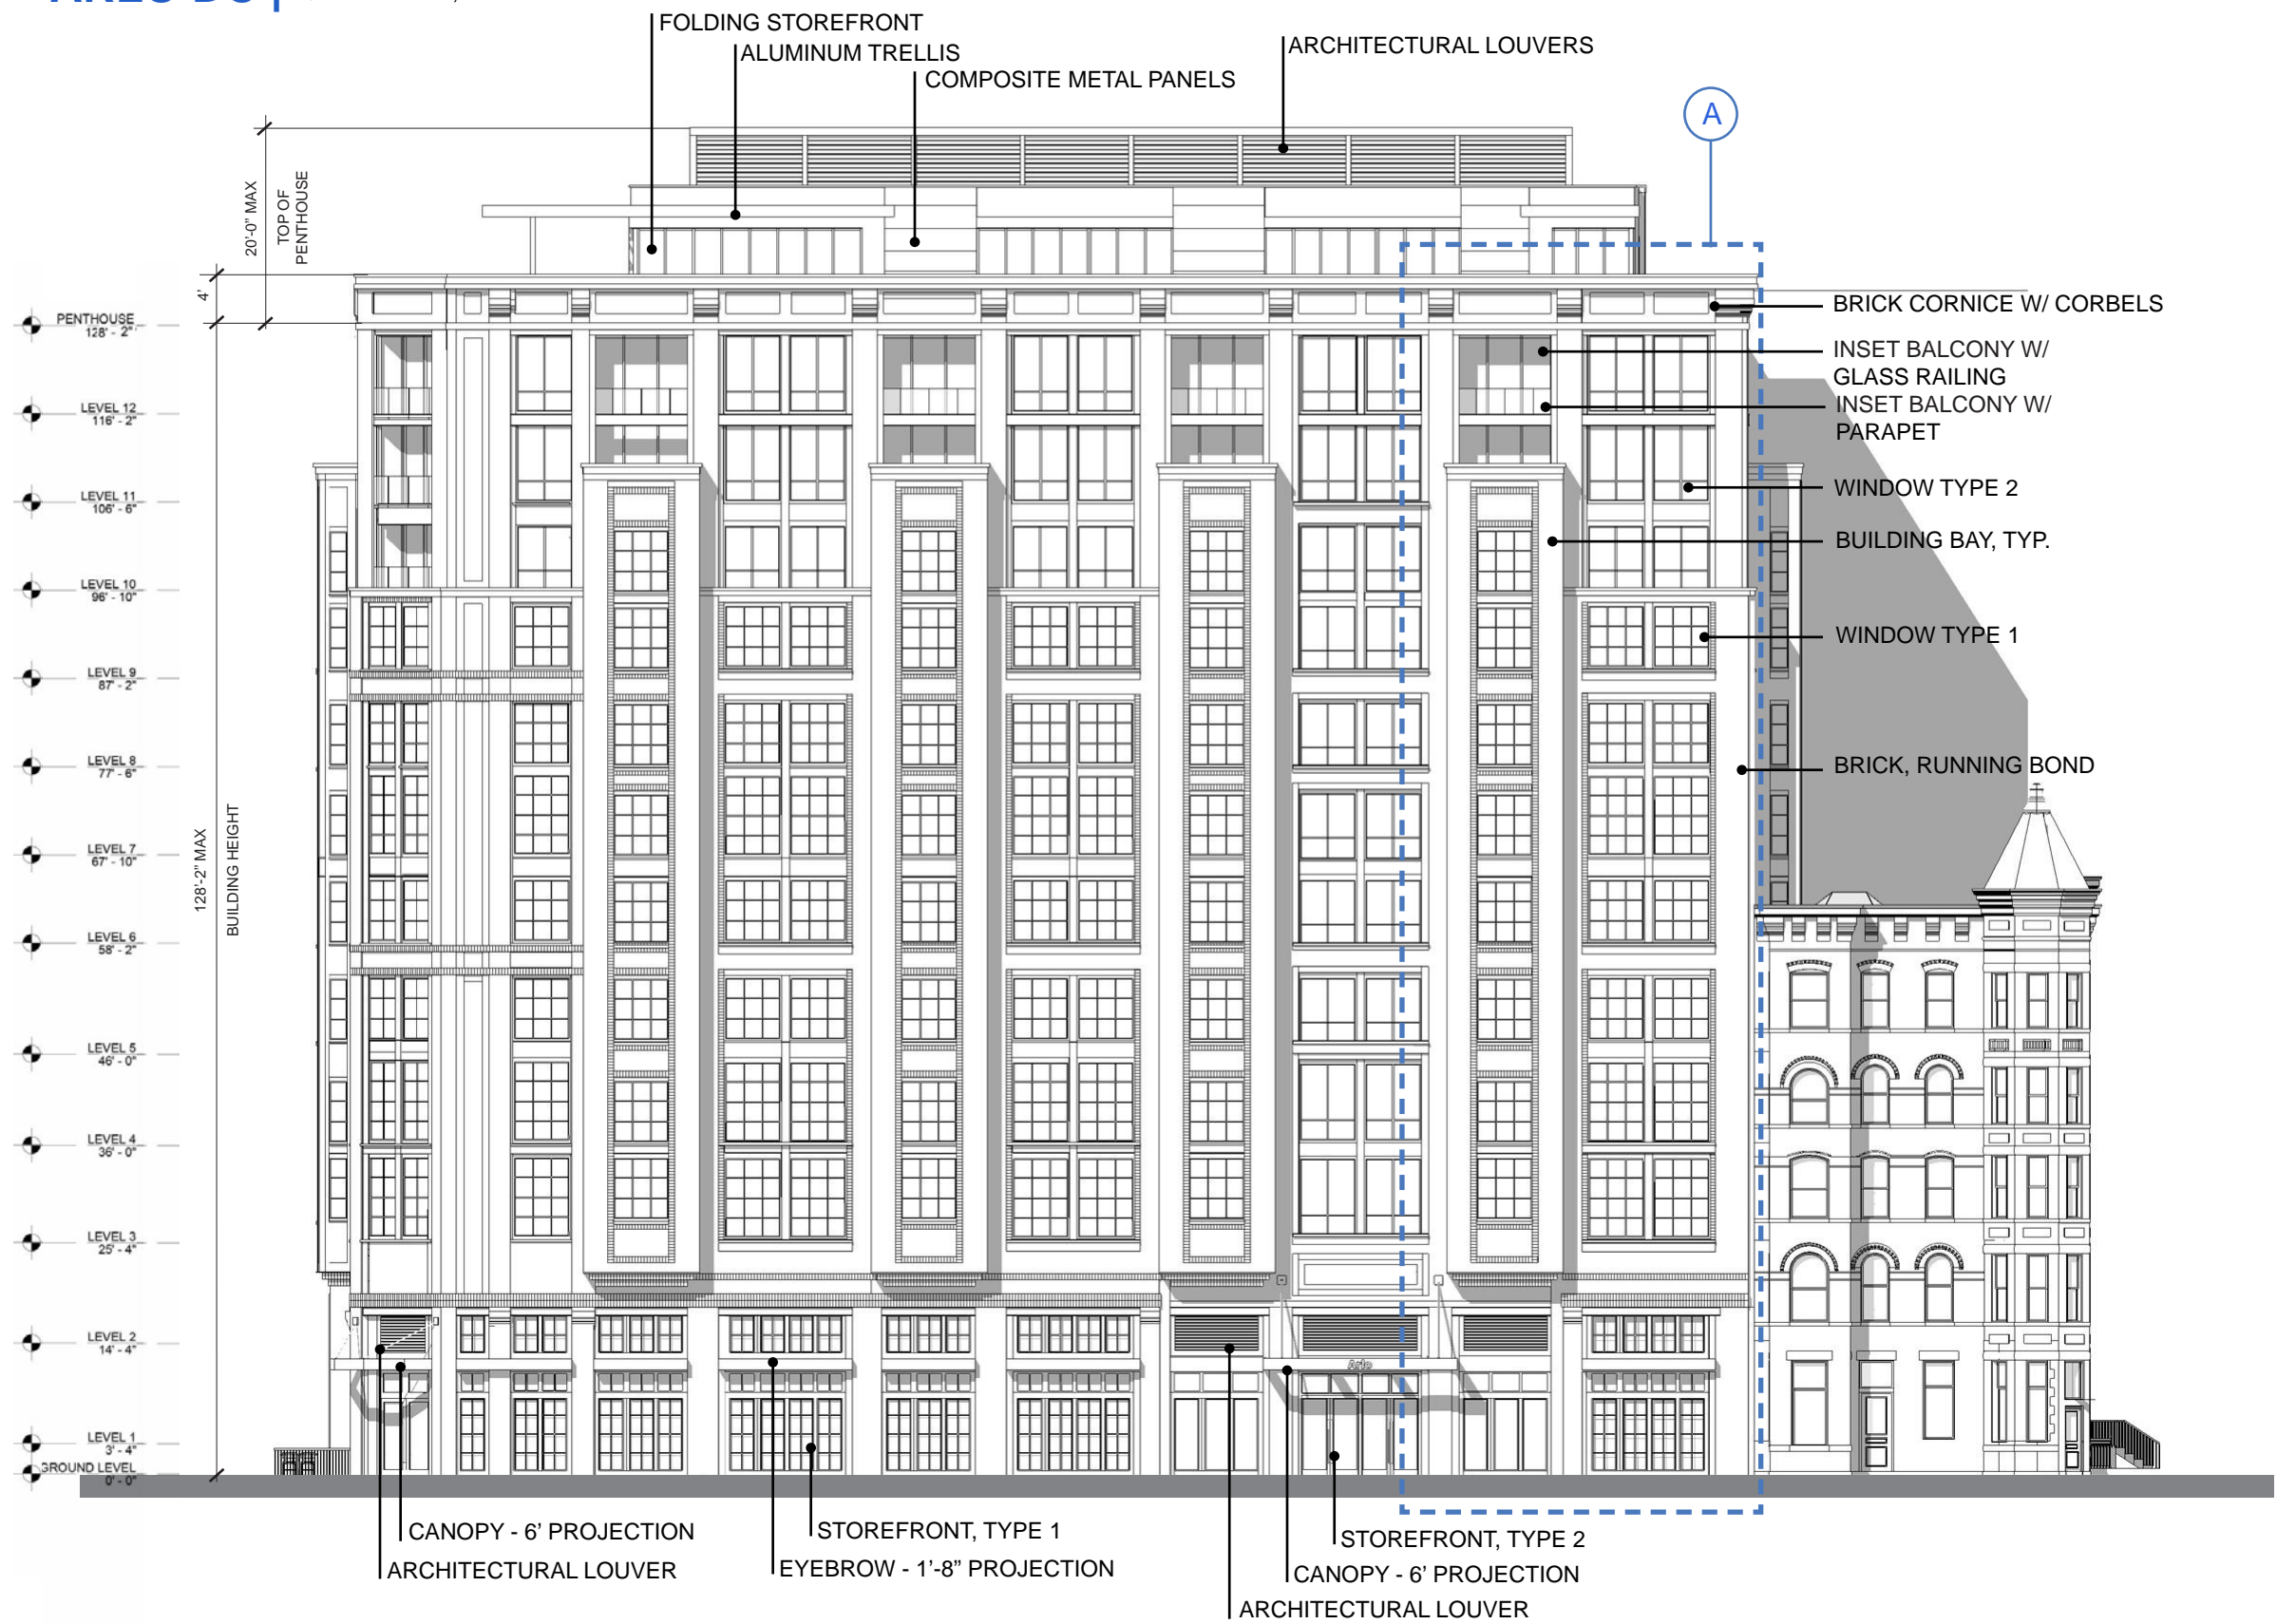 ARLO DC |
FOLDING STOREFRONT
ALUMINUM TRELLIS
COMPOSITE METAL PANELS
ARCHITECTURAL LOUVERS
A
20'-0" MAX
TOP OF
PENTHOUSE
4'
PENTHOUSE
128' - 2"
BRICK CORNICE W/ CORBELS
INSET BALCONY W/
GLASS RAILING
INSET BALCONY W/
PARAPET
LEVEL 12
116' - 2"
LEVEL 11
106' - 6"
WINDOW TYPE 2
BUILDING BAY, TYP.
LEVEL 10
96' - 10"
WINDOW TYPE 1
LEVEL 9
87' - 2"
LEVEL 8
77' - 6"
BRICK, RUNNING BOND
128'-2" MAX
BUILDING HEIGHT
LEVEL 7
67' - 10"
LEVEL 6
58' - 2"
LEVEL 5
46' - 0"
LEVEL 4
36' - 0"
LEVEL 3
25' - 4"
LEVEL 2
14' - 4"
Arlo
LEVEL 1
3' - 4"
GROUND LEVEL
0' - 0"
CANOPY - 6' PROJECTION
ARCHITECTURAL LOUVER
STOREFRONT, TYPE 1
EYEBROW - 1'-8" PROJECTION
STOREFRONT, TYPE 2
CANOPY - 6' PROJECTION
ARCHITECTURAL LOUVER